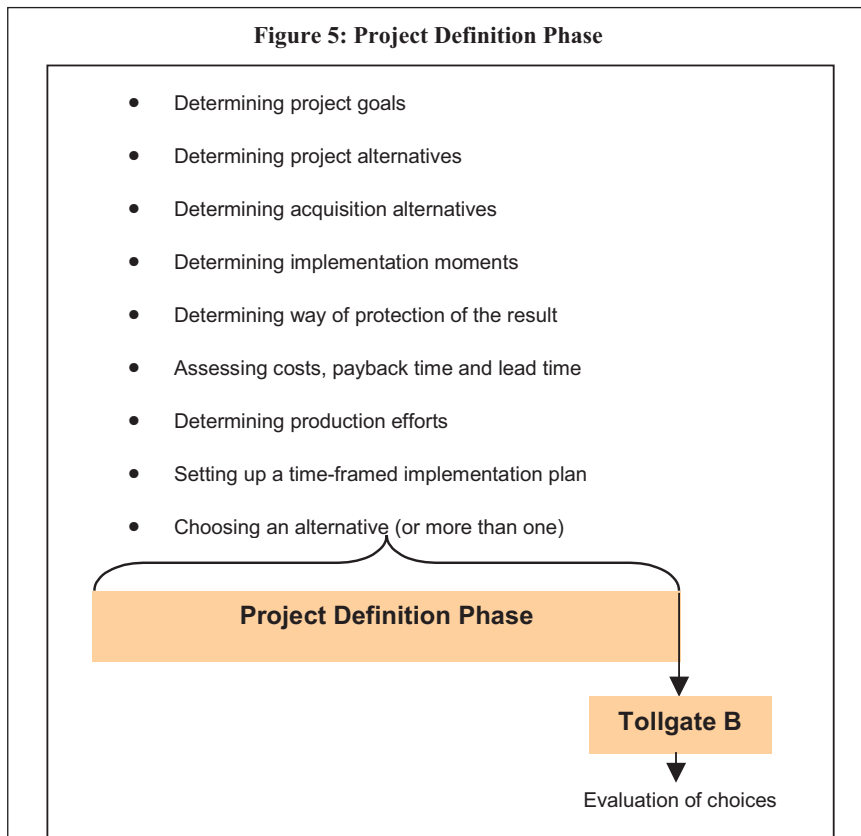 Figure 5: Project Definition Phase
• Determining project goals
• Determining project alternatives
• Determining acquisition alternatives
• Determining implementation moments
• Determining way of protection of the result
• Assessing costs, payback time and lead time
• Determining production efforts
• Setting up a time-framed implementation plan
• Choosing an alternative (or more than one)
Project Definition Phase
Tollgate B
Evaluation of choices